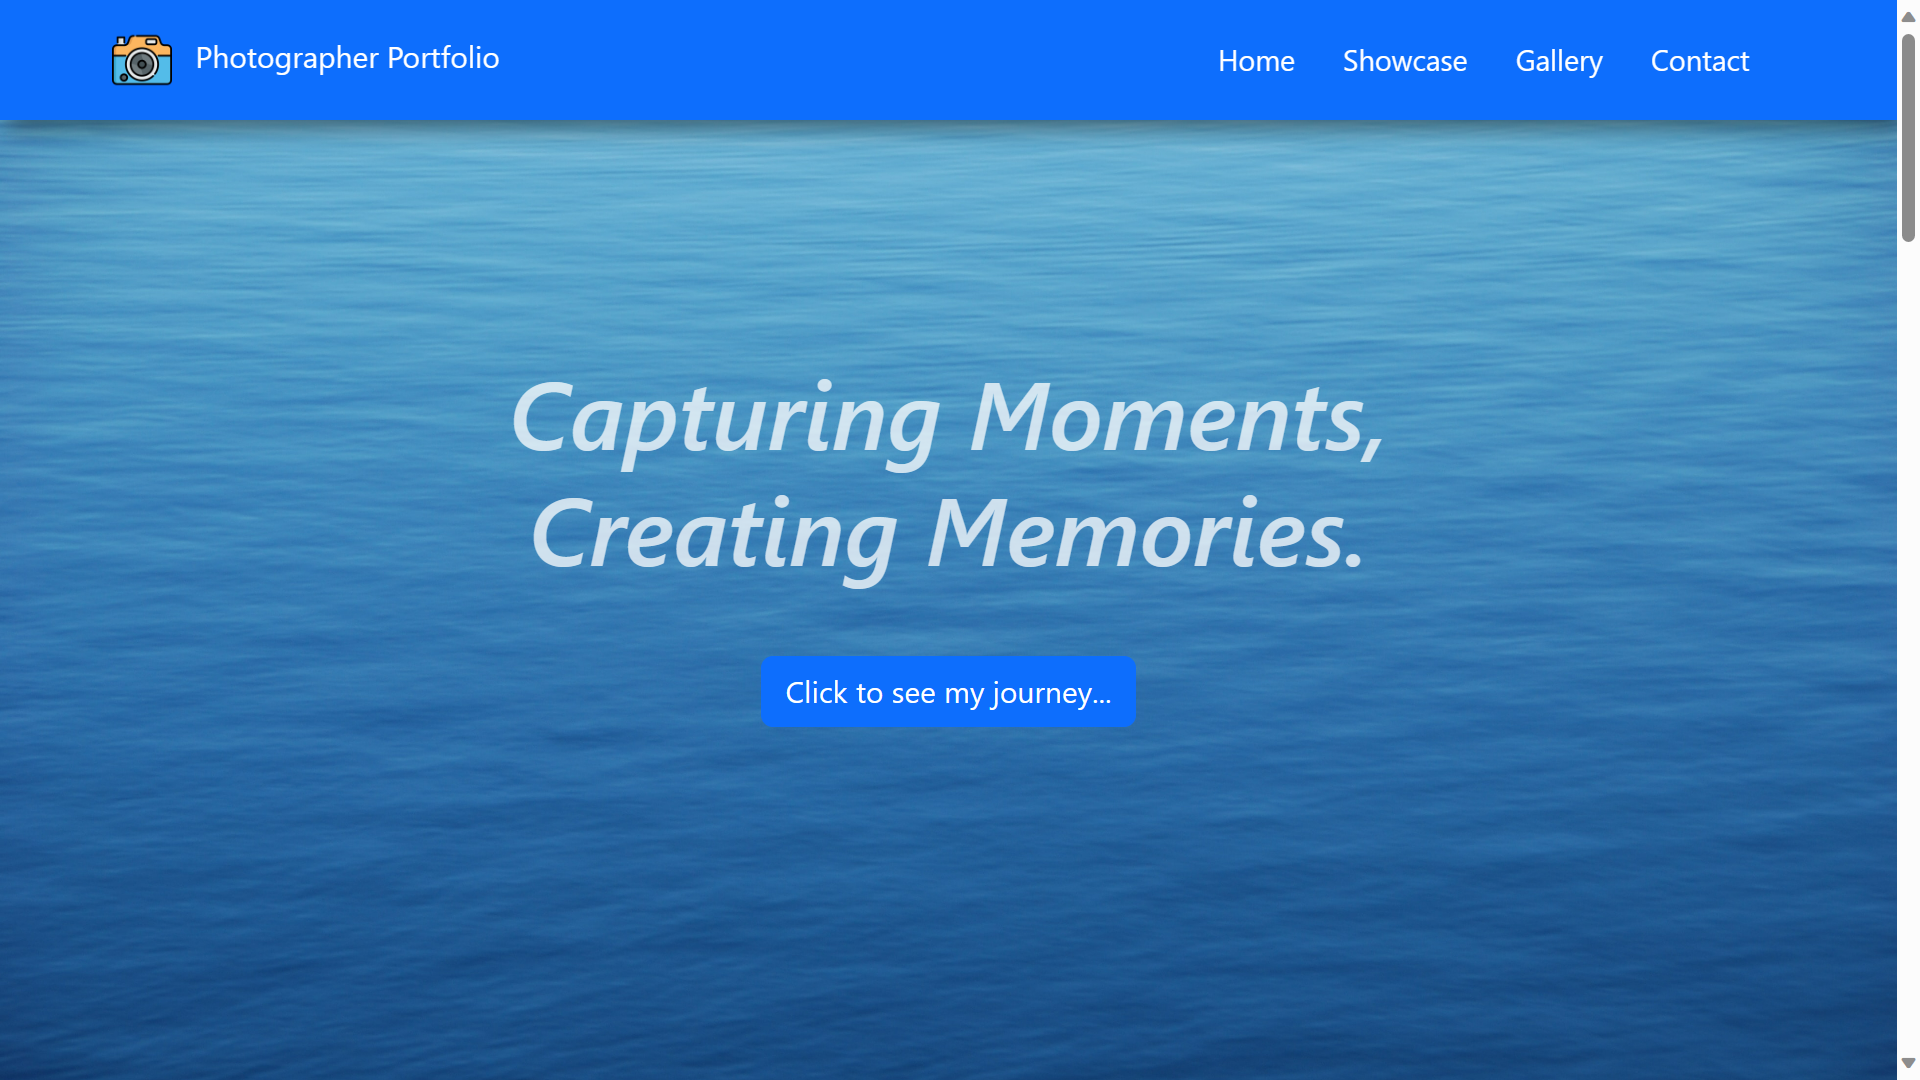 Photographer Portfolio
Home Showcase Gallery Contact
Capturing Moments,
Creating Memories.
Click to see my journey...